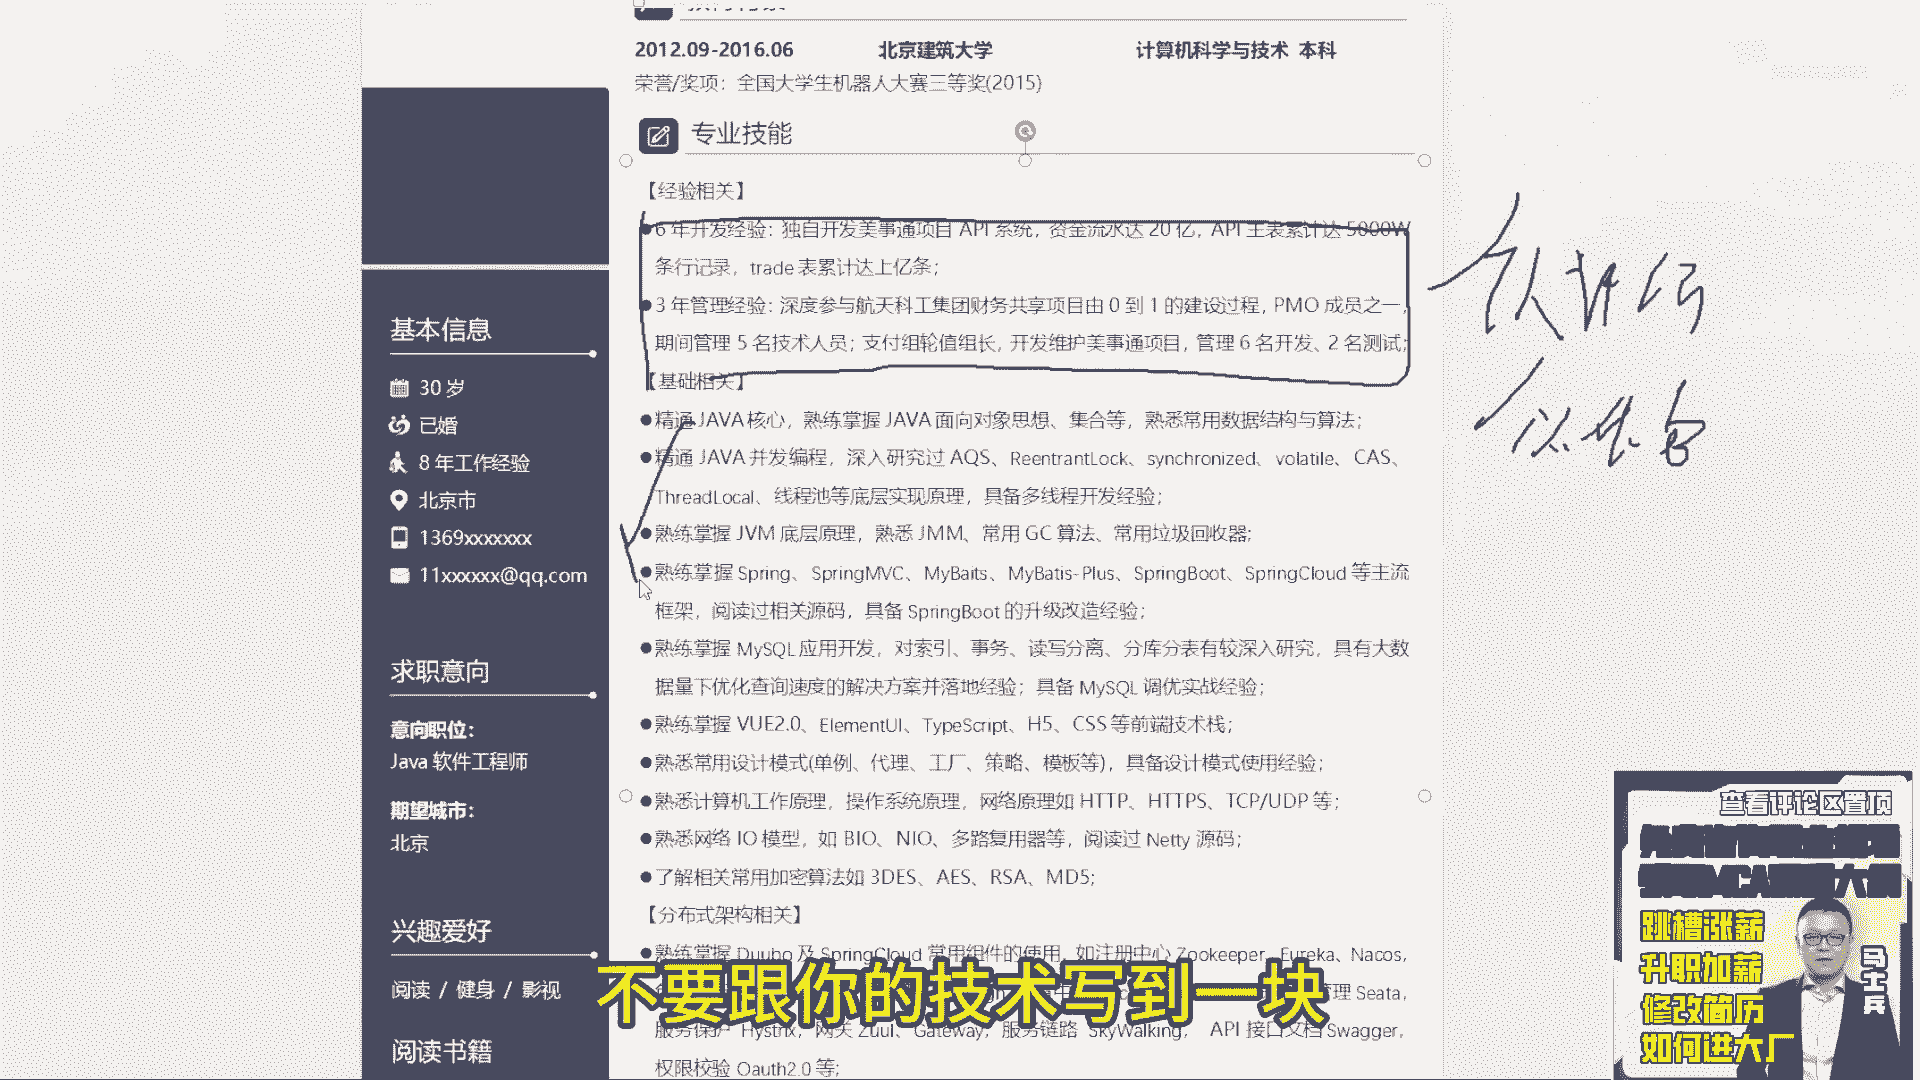 2012.09-2016.06 北京建筑大学 计算机科学与技术 本科
荣誉/奖项：全国大学生机器人大赛三等奖(2015)
专业技能
【经验相关】
●6 年开发经验：独自开发美事通项目 API 系统，资金流水达 20 亿，API 主表累计达 5000W
条行记录，trade 表累计达上亿条；
●3 年管理经验：深度参与航天科工集团财务共享项目由 0 到 1 的建设过程，PMO 成员之一，
期间管理 5 名技术人员；支付组轮值组长，开发维护美事通项目，管理 6 名开发、2 名测试；
【基础相关】
●精通 JAVA 核心，熟练掌握 JAVA 面向对象思想、集合等，熟悉常用数据结构与算法；
●精通 JAVA 并发编程，深入研究过 AQS、ReentrantLock、synchronized、volatile、CAS、
ThreadLocal、线程池等底层实现原理，具备多线程开发经验；
●熟练掌握 JVM 底层原理，熟悉 JMM、常用 GC 算法、常用垃圾回收器；
●熟练掌握 Spring、SpringMVC、MyBaits、MyBatis-Plus、SpringBoot、SpringCloud 等主流
框架，阅读过相关源码，具备 SpringBoot 的升级改造经验；
●熟练掌握 MySQL 应用开发，对索引、事务、读写分离、分库分表有较深入研究，具有大数
据量下优化查询速度的解决方案并落地经验；具备 MySQL 调优实战经验；
●熟练掌握 VUE2.0、ElementUI、TypeScript、H5、CSS 等前端技术栈；
●熟悉常用设计模式(单例、代理、工厂、策略、模板等)，具备设计模式使用经验；
●熟悉计算机工作原理，操作系统原理，网络原理如 HTTP、HTTPS、TCP/UDP 等；
●熟悉网络 IO 模型，如 BIO、NIO、多路复用器等，阅读过 Netty 源码；
●了解相关常用加密算法如 3DES、AES、RSA、MD5；
【分布式架构相关】
●熟练掌握 Duubo 及 SpringCloud 常用组件的使用，如注册中心 Zookeeper、Eureka、Nacos，
管理 Seata，
服务保护 Hystrix，网关 Zuul、Gateway，服务链路 SkyWalking， API 接口文档 Swagger，
权限校验 Oauth2.0 等；
基本信息
30 岁
已婚
8 年工作经验
北京市
1369xxxxxxx
11xxxxxx@qq.com
求职意向
意向职位：
Java 软件工程师
期望城市：
北京
兴趣爱好
阅读 / 健身 / 影视
阅读书籍
不要跟你的技术写到一块
查看评论区置顶
跳槽涨薪
升职加薪
修改简历
如何进大厂
马士兵